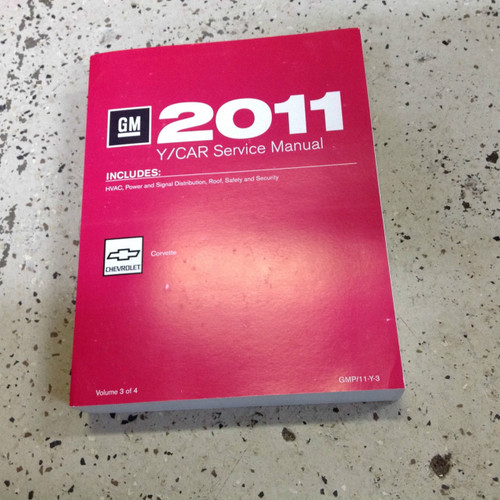 GM
2011
Y/CAR Service Manual
INCLUDES:
HVAC, Power and Signal Distribution, Roof, Safety and Security
CHEVROLET
Corvette
Volume 3 of 4
GMP/11-Y-3